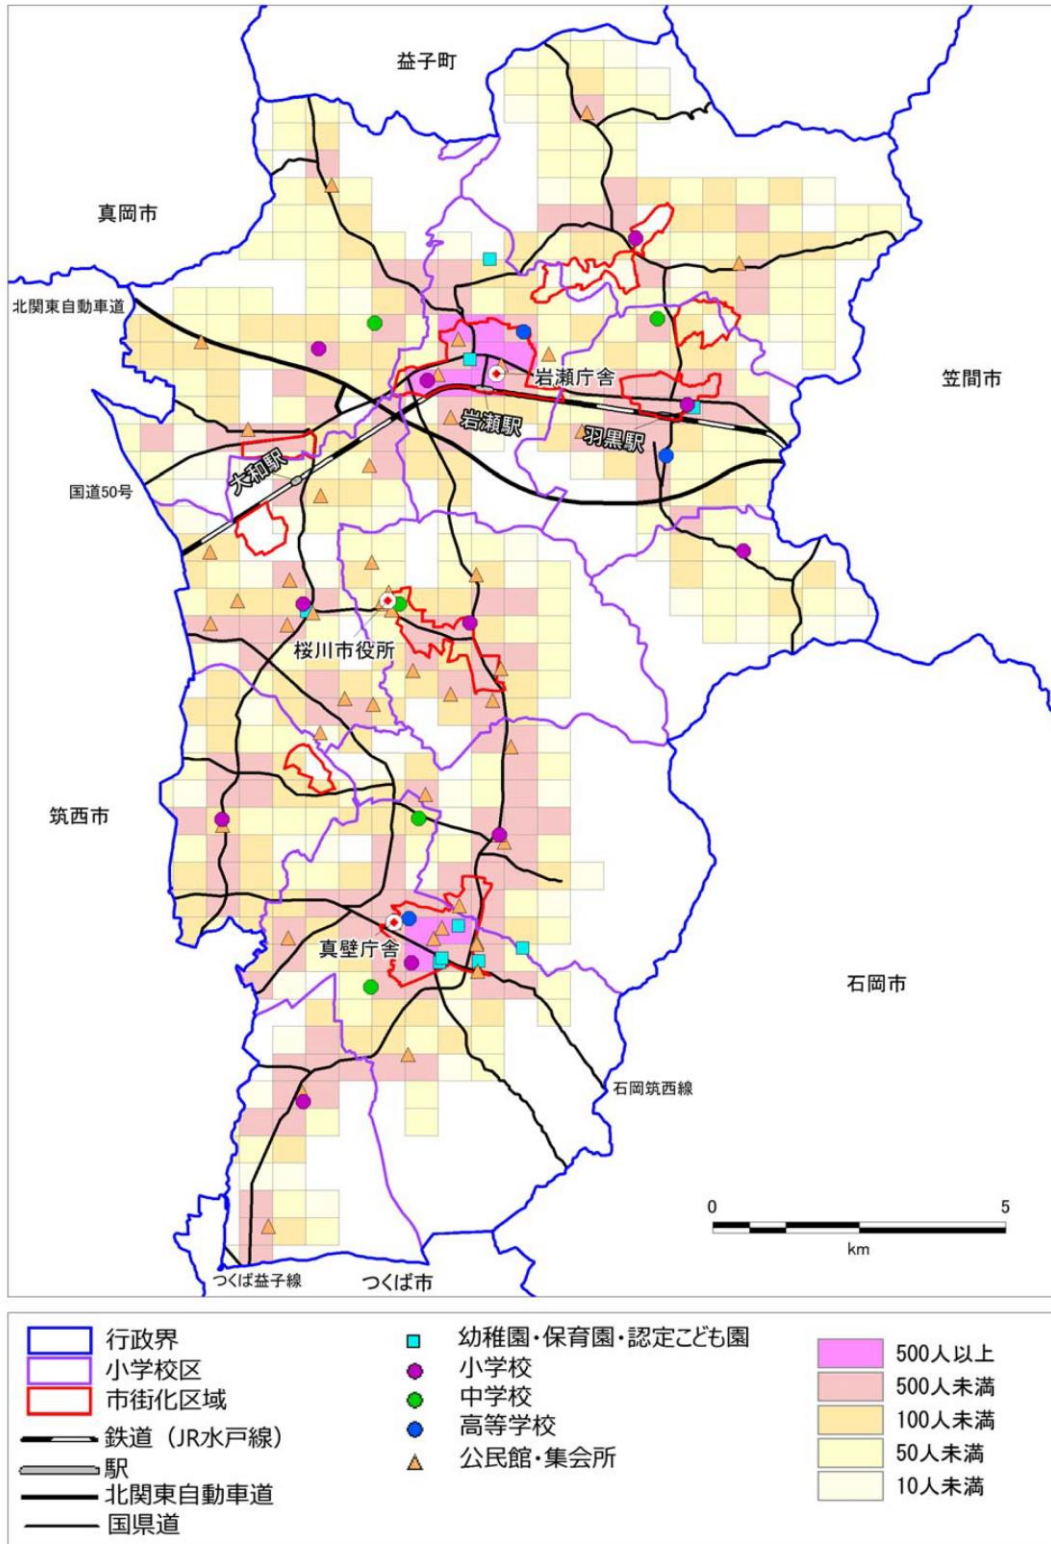 益子町
真岡市
北関東自動車道
笠間市
岩瀬庁舎
岩瀬駅
羽黒駅
大和駅
国道50号
桜川市役所
筑西市
真壁庁舎
石岡市
石岡筑西線
0 5
km
つくば益子線
つくば市
行政界
小学校区
市街化区域
鉄道（JR水戸線）
駅
北関東自動車道
国県道
幼稚園・保育園・認定こども園
小学校
中学校
高等学校
公民館・集会所
500人以上
500人未満
100人未満
50人未満
10人未満